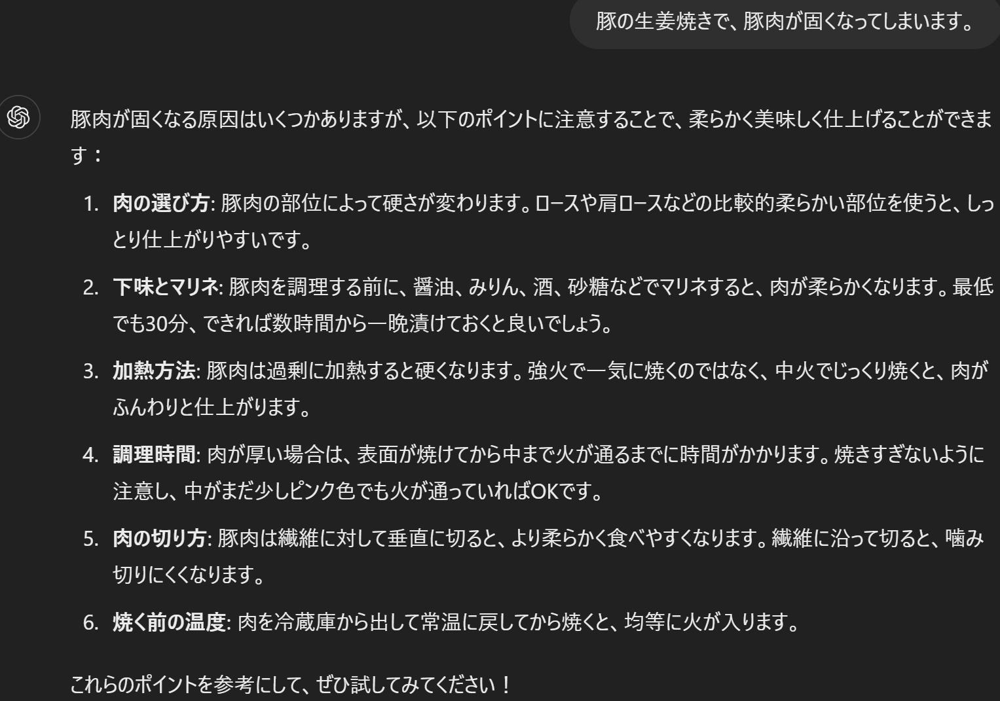 豚の生姜焼きで、豚肉が固くなってしまいます。
豚肉が固くなる原因はいくつかありますが、以下のポイントに注意することで、柔らかく美味しく仕上げることができま
す：
1. 肉の選び方: 豚肉の部位によって硬さが変わります。ロースや肩ロースなどの比較的柔らかい部位を使うと、しっ
とり仕上がりやすいです。
2. 下味とマリネ: 豚肉を調理する前に、醤油、みりん、酒、砂糖などでマリネすると、肉が柔らかくなります。最低
でも30分、できれば数時間から一晩漬けておくと良いでしょう。
3. 加熱方法: 豚肉は過剰に加熱すると硬くなります。強火で一気に焼くのではなく、中火でじっくり焼くと、肉が
ふんわりと仕上がります。
4. 調理時間: 肉が厚い場合は、表面が焼けてから中まで火が通るまでに時間がかかります。焼きすぎないように
注意し、中がまだ少しピンク色でも火が通っていればOKです。
5. 肉の切り方: 豚肉は繊維に対して垂直に切ると、より柔らかく食べやすくなります。繊維に沿って切ると、噛み
切りにくくなります。
6. 焼く前の温度: 肉を冷蔵庫から出して常温に戻してから焼くと、均等に火が入ります。
これらのポイントを参考にして、ぜひ試してみてください！